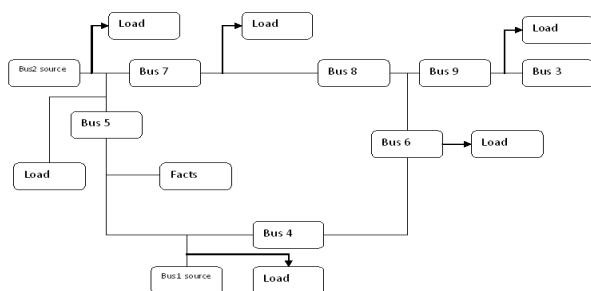 Load
Load
Load
Bus2 source
Bus 7
Bus 8
Bus 9
Bus 3
Bus 5
Bus 6
Load
Load
Facts
Bus 4
Bus1 source
Load